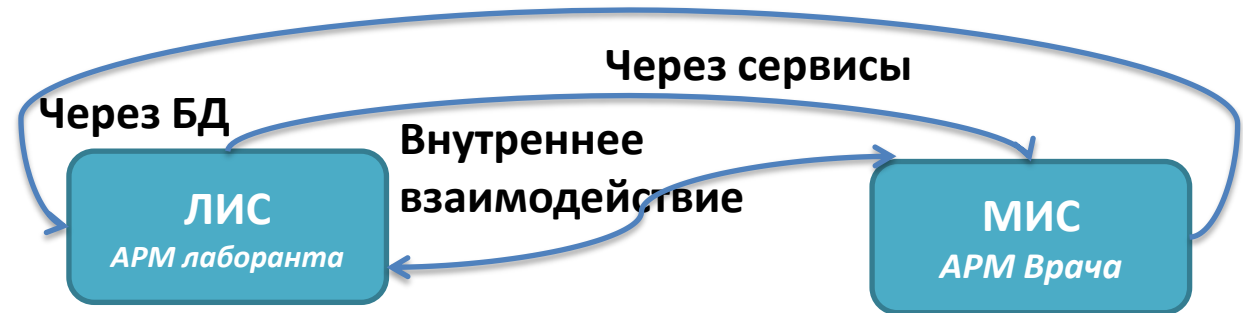 Через сервисы
Через БД
Внутреннее
взаимодействие
ЛИС
АРМ лаборанта
МИС
АРМ Врача